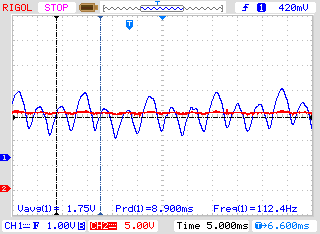 RIGOL STOP T f 1 420mV
T
1
2
Vavg(1)= 1.75V Prd(1)=8.900ms Freq(1)=112.4Hz
CH1 F 1.00V B CH2 5.00V Time 5.000ms T→6.600ms